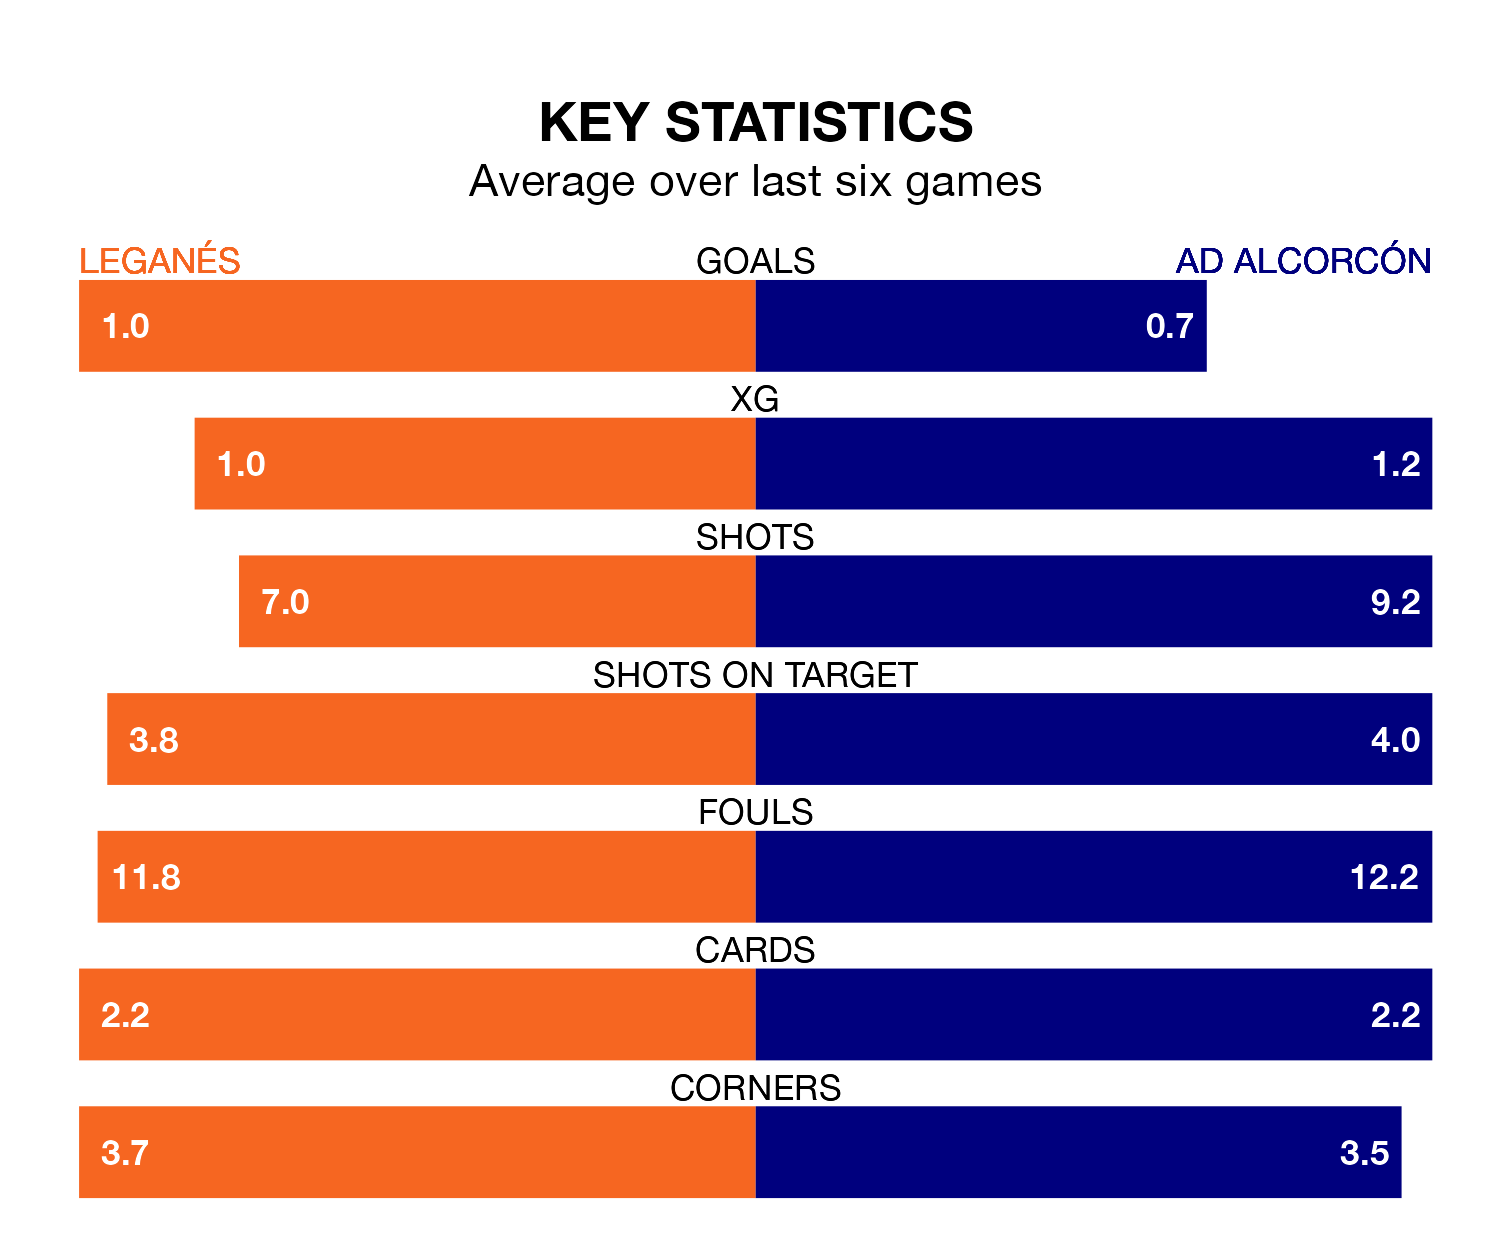 KEY STATISTICS
Average over last six games
LEGANÉS GOALS AD ALCORCÓN
1.0 0.7
XG
1.0 1.2
SHOTS
7.0 9.2
SHOTS ON TARGET
3.8 4.0
FOULS
11.8 12.2
CARDS
2.2 2.2
CORNERS
3.7 3.5